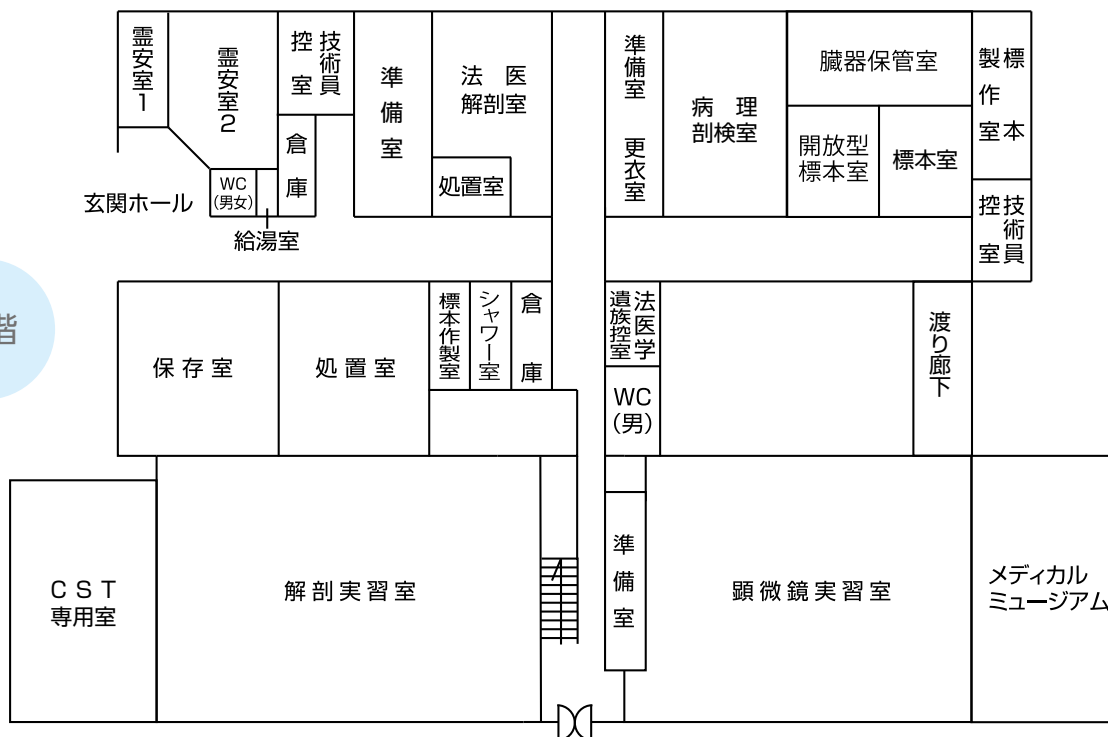 霊安室1
霊安室2
技術員
控室
準備室
法医
解剖室
準備室
更衣室
病理
剖検室
臓器保管室
標本
製作室
倉庫
開放型
標本室
標本室
処置室
WC
(男女)
玄関ホール
給湯室
技術員
控室
階
保存室
処置室
標本作製室
シャワー室
倉庫
法医学
遺族控室
WC
(男)
渡り廊下
CST
専用室
解剖実習室
準備室
顕微鏡実習室
メディカル
ミュージアム